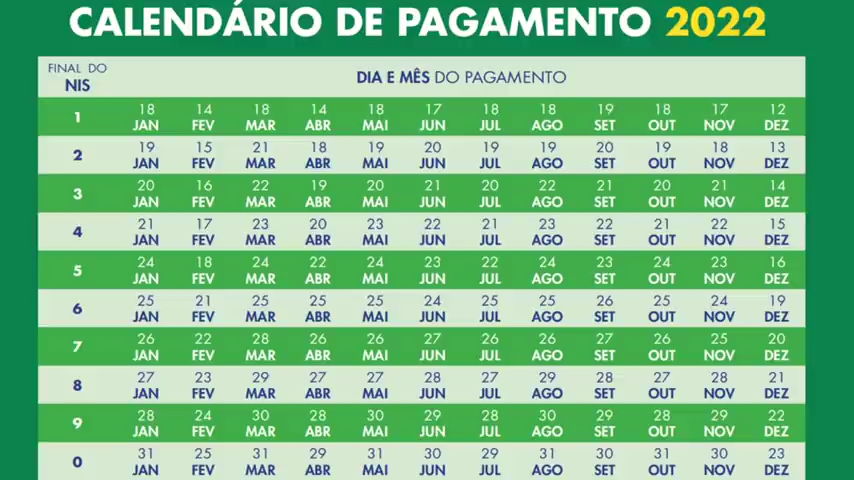 CALENDÁRIO DE PAGAMENTO 2022
FINAL DO NIS
DIA E MÊS DO PAGAMENTO
1 18 JAN 14 FEV 18 MAR 14 ABR 18 MAI 17 JUN 18 JUL 18 AGO 19 SET 18 OUT 17 NOV 12 DEZ
2 19 JAN 15 FEV 21 MAR 18 ABR 19 MAI 20 JUN 19 JUL 19 AGO 20 SET 19 OUT 18 NOV 13 DEZ
3 20 JAN 16 FEV 22 MAR 19 ABR 20 MAI 21 JUN 20 JUL 22 AGO 21 SET 20 OUT 21 NOV 14 DEZ
4 21 JAN 17 FEV 23 MAR 20 ABR 23 MAI 22 JUN 21 JUL 23 AGO 22 SET 21 OUT 22 NOV 15 DEZ
5 24 JAN 18 FEV 24 MAR 22 ABR 24 MAI 23 JUN 22 JUL 24 AGO 23 SET 24 OUT 23 NOV 16 DEZ
6 25 JAN 21 FEV 25 MAR 25 ABR 25 MAI 24 JUN 25 JUL 25 AGO 26 SET 25 OUT 24 NOV 19 DEZ
7 26 JAN 22 FEV 28 MAR 26 ABR 26 MAI 27 JUN 26 JUL 26 AGO 27 SET 26 OUT 25 NOV 20 DEZ
8 27 JAN 23 FEV 29 MAR 27 ABR 27 MAI 28 JUN 27 JUL 29 AGO 28 SET 27 OUT 28 NOV 21 DEZ
9 28 JAN 24 FEV 30 MAR 28 ABR 30 MAI 29 JUN 28 JUL 30 AGO 29 SET 28 OUT 29 NOV 22 DEZ
0 31 JAN 25 FEV 31 MAR 29 ABR 31 MAI 30 JUN 29 JUL 31 AGO 30 SET 31 OUT 30 NOV 23 DEZ